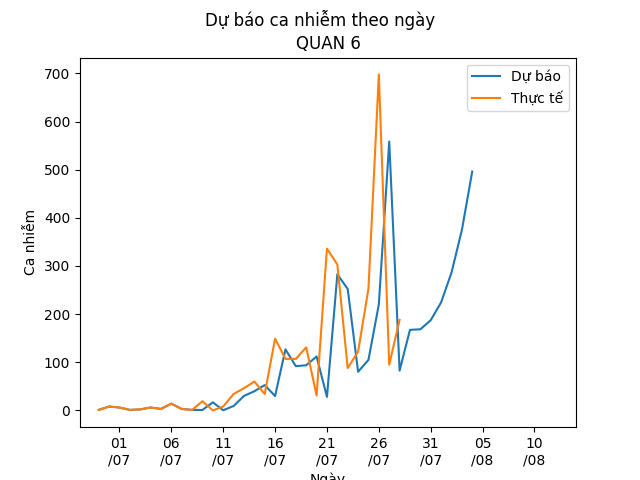 Dự báo ca nhiễm theo ngày
QUAN 6
Dự báo
Thực tế
Ca nhiễm
700
600
500
400
300
200
100
0
01 06 11 16 21 26 31 05 10
/07 /07 /07 /07 /07 /07 /07 /08 /08
Ngày